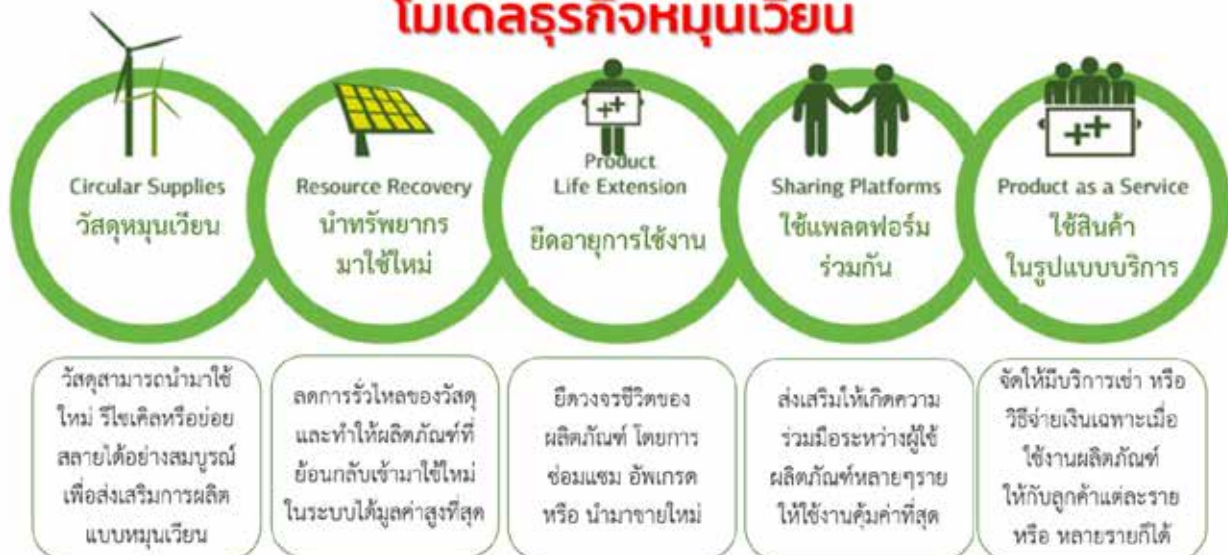 โมเดลธุรกิจหมุนเวียน
Circular Supplies
วัสดุหมุนเวียน
Resource Recovery
นำทรัพยากร
มาใช้ใหม่
Product
Life Extension
ยืดอายุการใช้งาน
Sharing Platforms
ใช้แพลตฟอร์ม
ร่วมกัน
Product as a Service
ใช้สินค้า
ในรูปแบบบริการ
วัสดุสามารถนำมาใช้
ใหม่ รีไซเคิลหรือย่อย
สลายได้อย่างสมบูรณ์
เพื่อส่งเสริมการผลิต
แบบหมุนเวียน
ลดการรั่วไหลของวัสดุ
และทำให้ผลิตภัณฑ์ที่
ย้อนกลับเข้ามาใช้ใหม่
ในระบบได้มูลค่าสูงที่สุด
ยืดวงจรชีวิตของ
ผลิตภัณฑ์ โดยการ
ซ่อมแซม อัพเกรด
หรือ นำมาขายใหม่
ส่งเสริมให้เกิดความ
ร่วมมือระหว่างผู้ใช้
ผลิตภัณฑ์หลายๆราย
ให้ใช้งานคุ้มค่าที่สุด
จัดให้มีบริการเช่า หรือ
วิธีจ่ายเงินเฉพาะเมื่อ
ใช้งานผลิตภัณฑ์
ให้กับลูกค้าแต่ละราย
หรือ หลายรายก็ได้